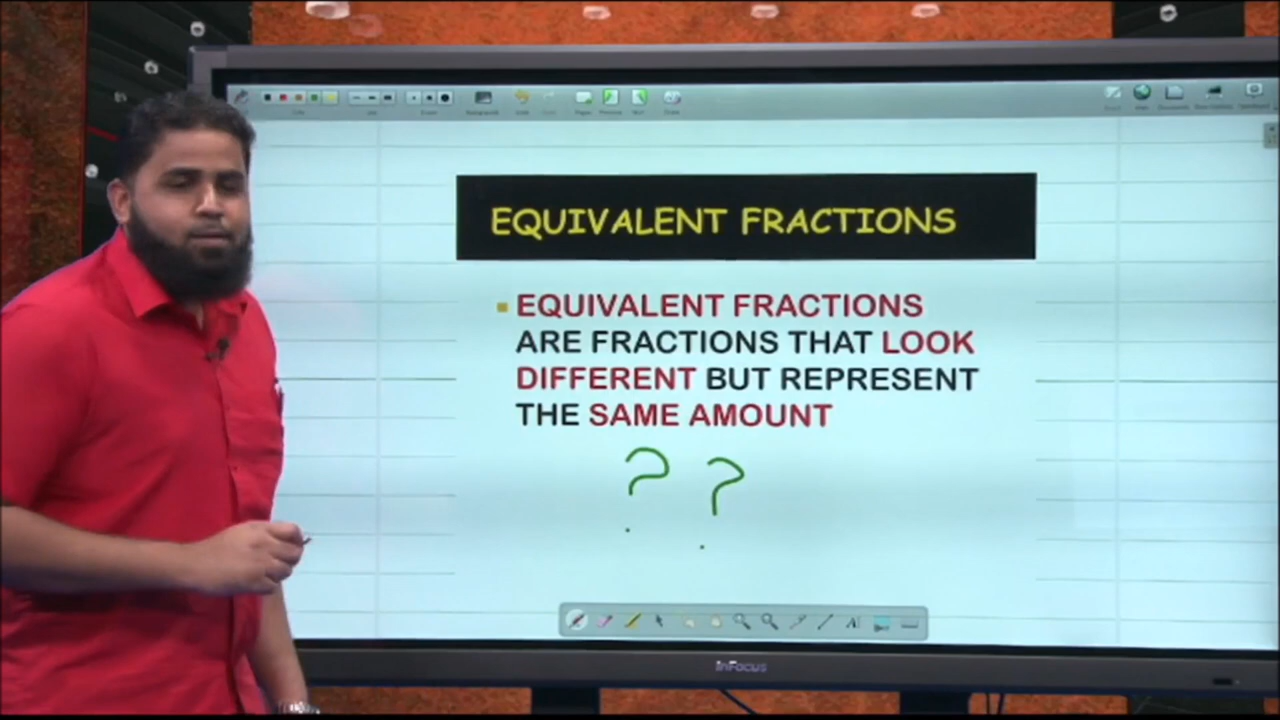 EQUIVALENT FRACTIONS
EQUIVALENT FRACTIONS
ARE FRACTIONS THAT LOOK
DIFFERENT BUT REPRESENT
THE SAME AMOUNT
? ?
A
InFocus